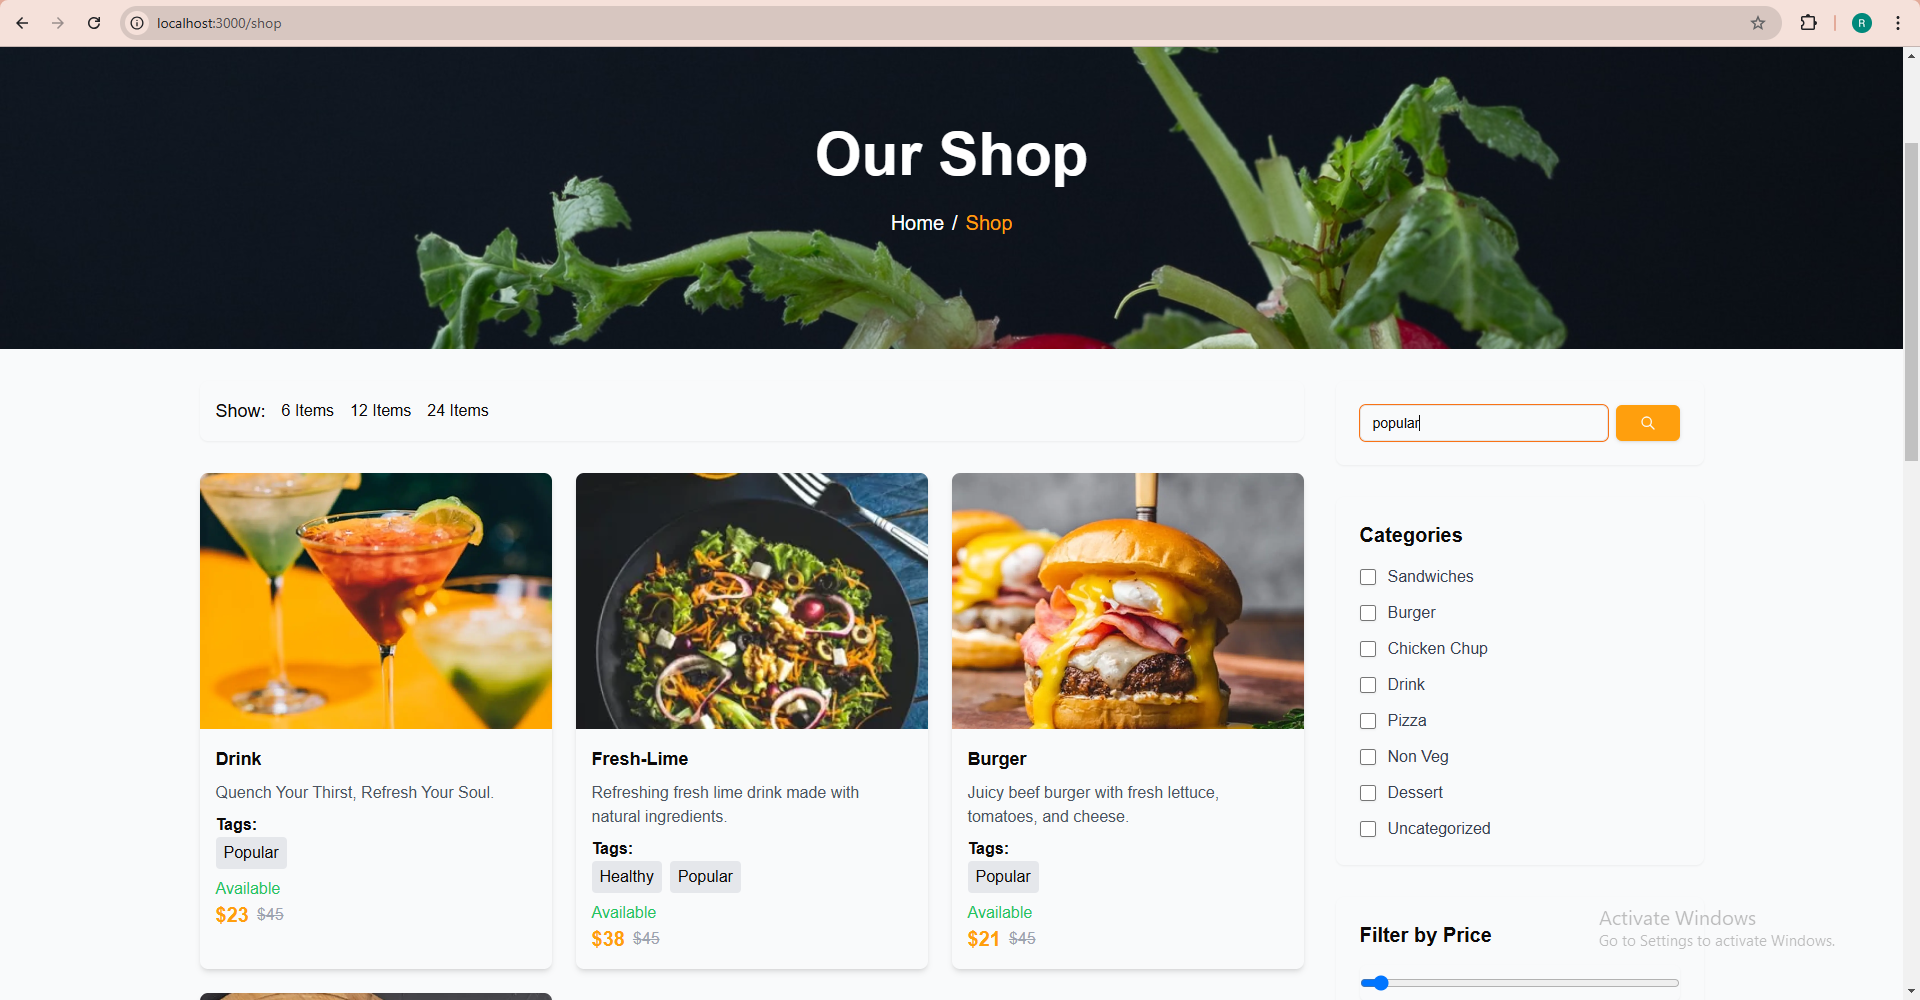 localhost:3000/shop
R
Our Shop
Home / Shop
Show: 6 Items 12 Items 24 Items
popular
Drink
Quench Your Thirst, Refresh Your Soul.
Tags:
Popular
Available
$23 $45
Fresh-Lime
Refreshing fresh lime drink made with
natural ingredients.
Tags:
Healthy Popular
Available
$38 $45
Burger
Juicy beef burger with fresh lettuce,
tomatoes, and cheese.
Tags:
Popular
Available
$21 $45
Categories
Sandwiches
Burger
Chicken Chup
Drink
Pizza
Non Veg
Dessert
Uncategorized
Filter by Price
Activate Windows
Go to Settings to activate Windows.